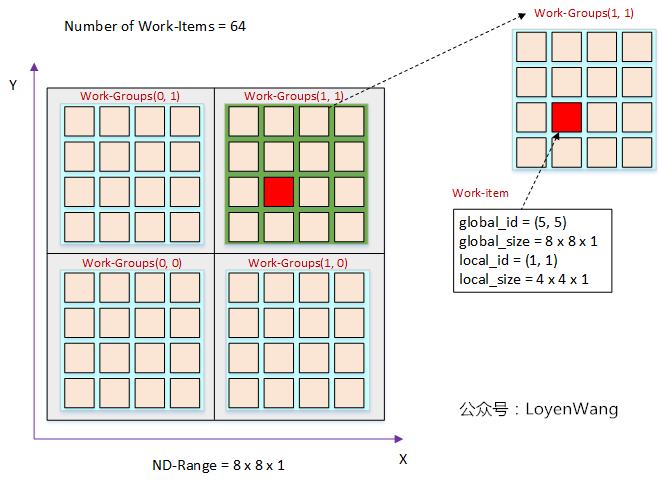 Number of Work-Items = 64
Work-Groups(1, 1)
Y
Work-Groups(0, 1)
Work-Groups(1, 1)
Work-item
global_id = (5, 5)
global_size = 8 x 8 x 1
local_id = (1, 1)
local_size = 4 x 4 x 1
Work-Groups(0, 0)
Work-Groups(1, 0)
公众号：LoyenWang
X
ND-Range = 8 x 8 x 1